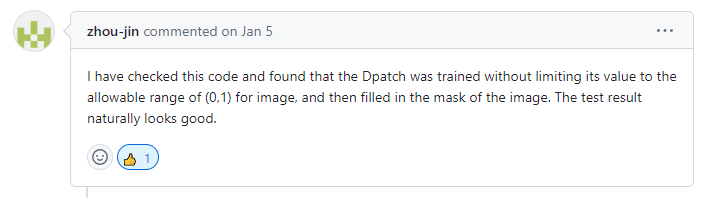 zhou-jin commented on Jan 5
I have checked this code and found that the Dpatch was trained without limiting its value to the
allowable range of (0,1) for image, and then filled in the mask of the image. The test result
naturally looks good.
1